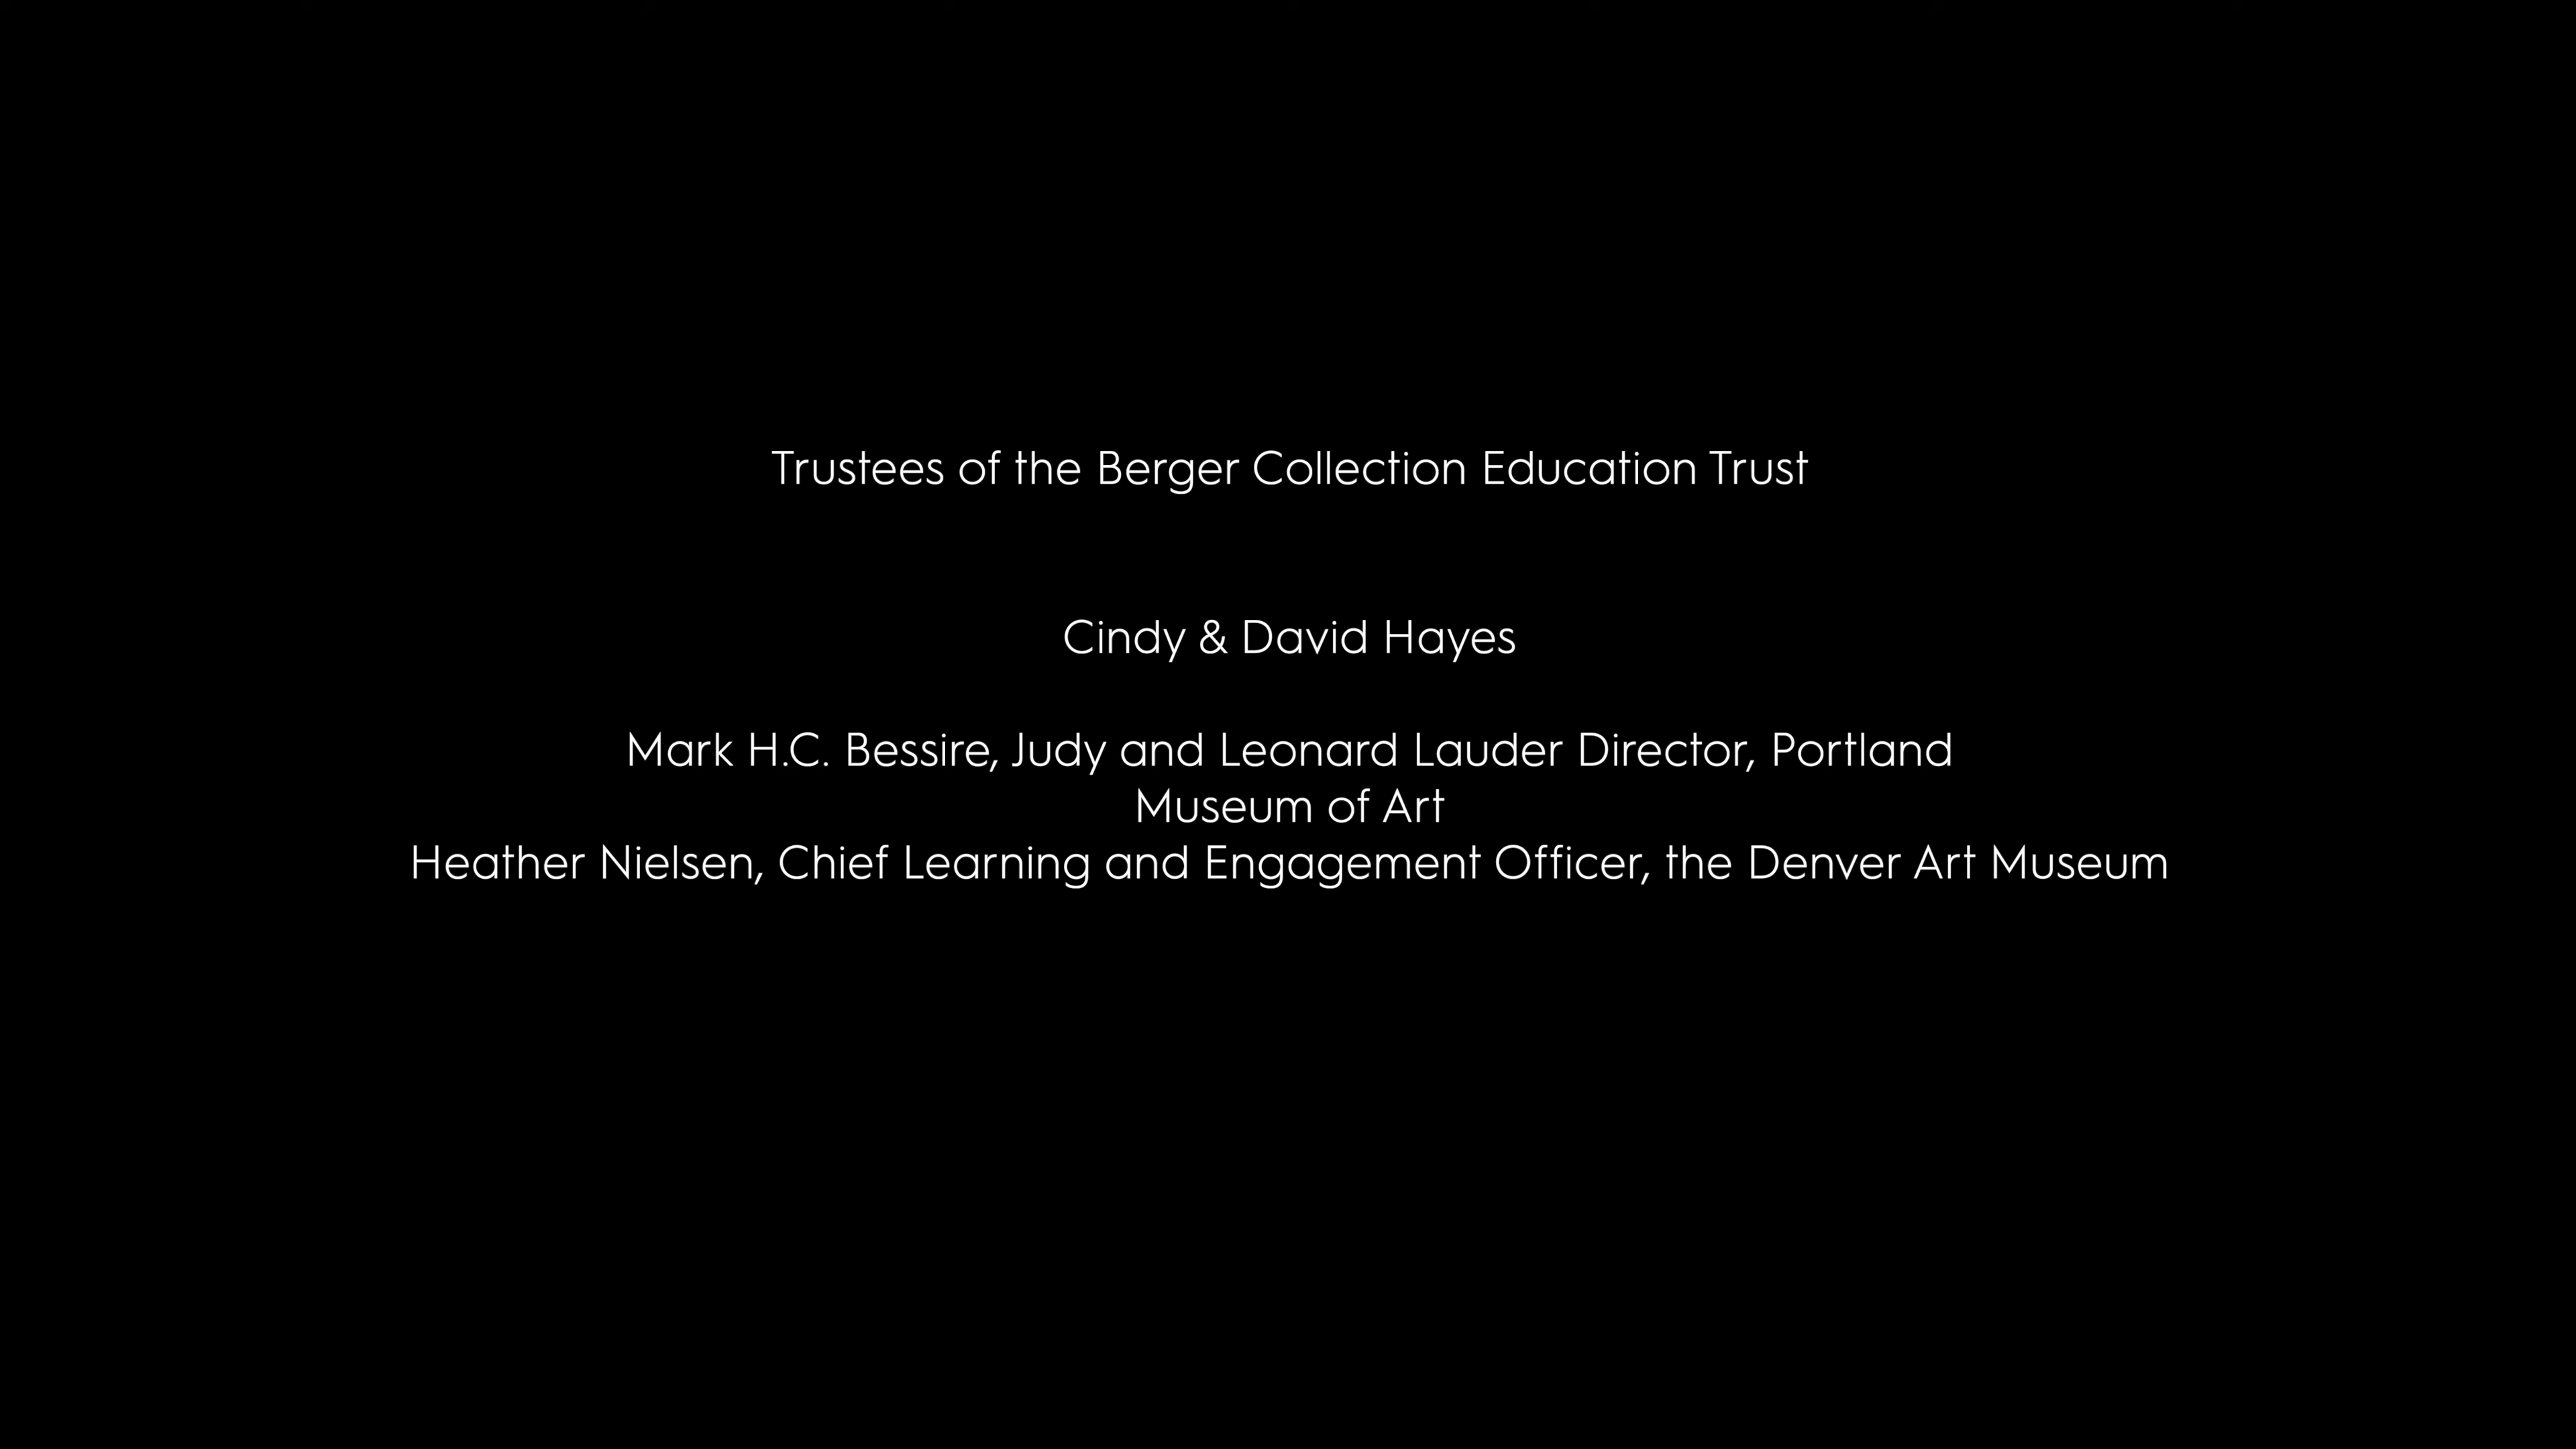 Trustees of the Berger Collection Education Trust
Cindy & David Hayes
Mark H.C. Bessire, Judy and Leonard Lauder Director, Portland
Museum of Art
Heather Nielsen, Chief Learning and Engagement Officer, the Denver Art Museum